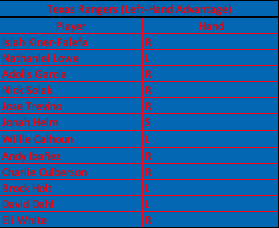 Texas Rangers (Left-Hand Advantage)
Player Hand
Isiah Kiner-Falefa R
Nathaniel Lowe L
Adolis Garcia R
Nick Solak R
Jose Trevino R
Jonah Heim S
Willie Calhoun L
Andy Ibañez R
Charlie Culberson R
Brock Holt L
David Dahl L
Eli White R